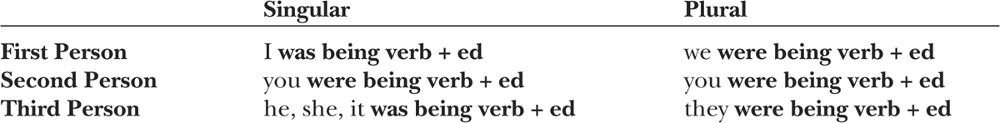 Singular Plural
First Person I was being verb + ed we were being verb + ed
Second Person you were being verb + ed you were being verb + ed
Third Person he, she, it was being verb + ed they were being verb + ed